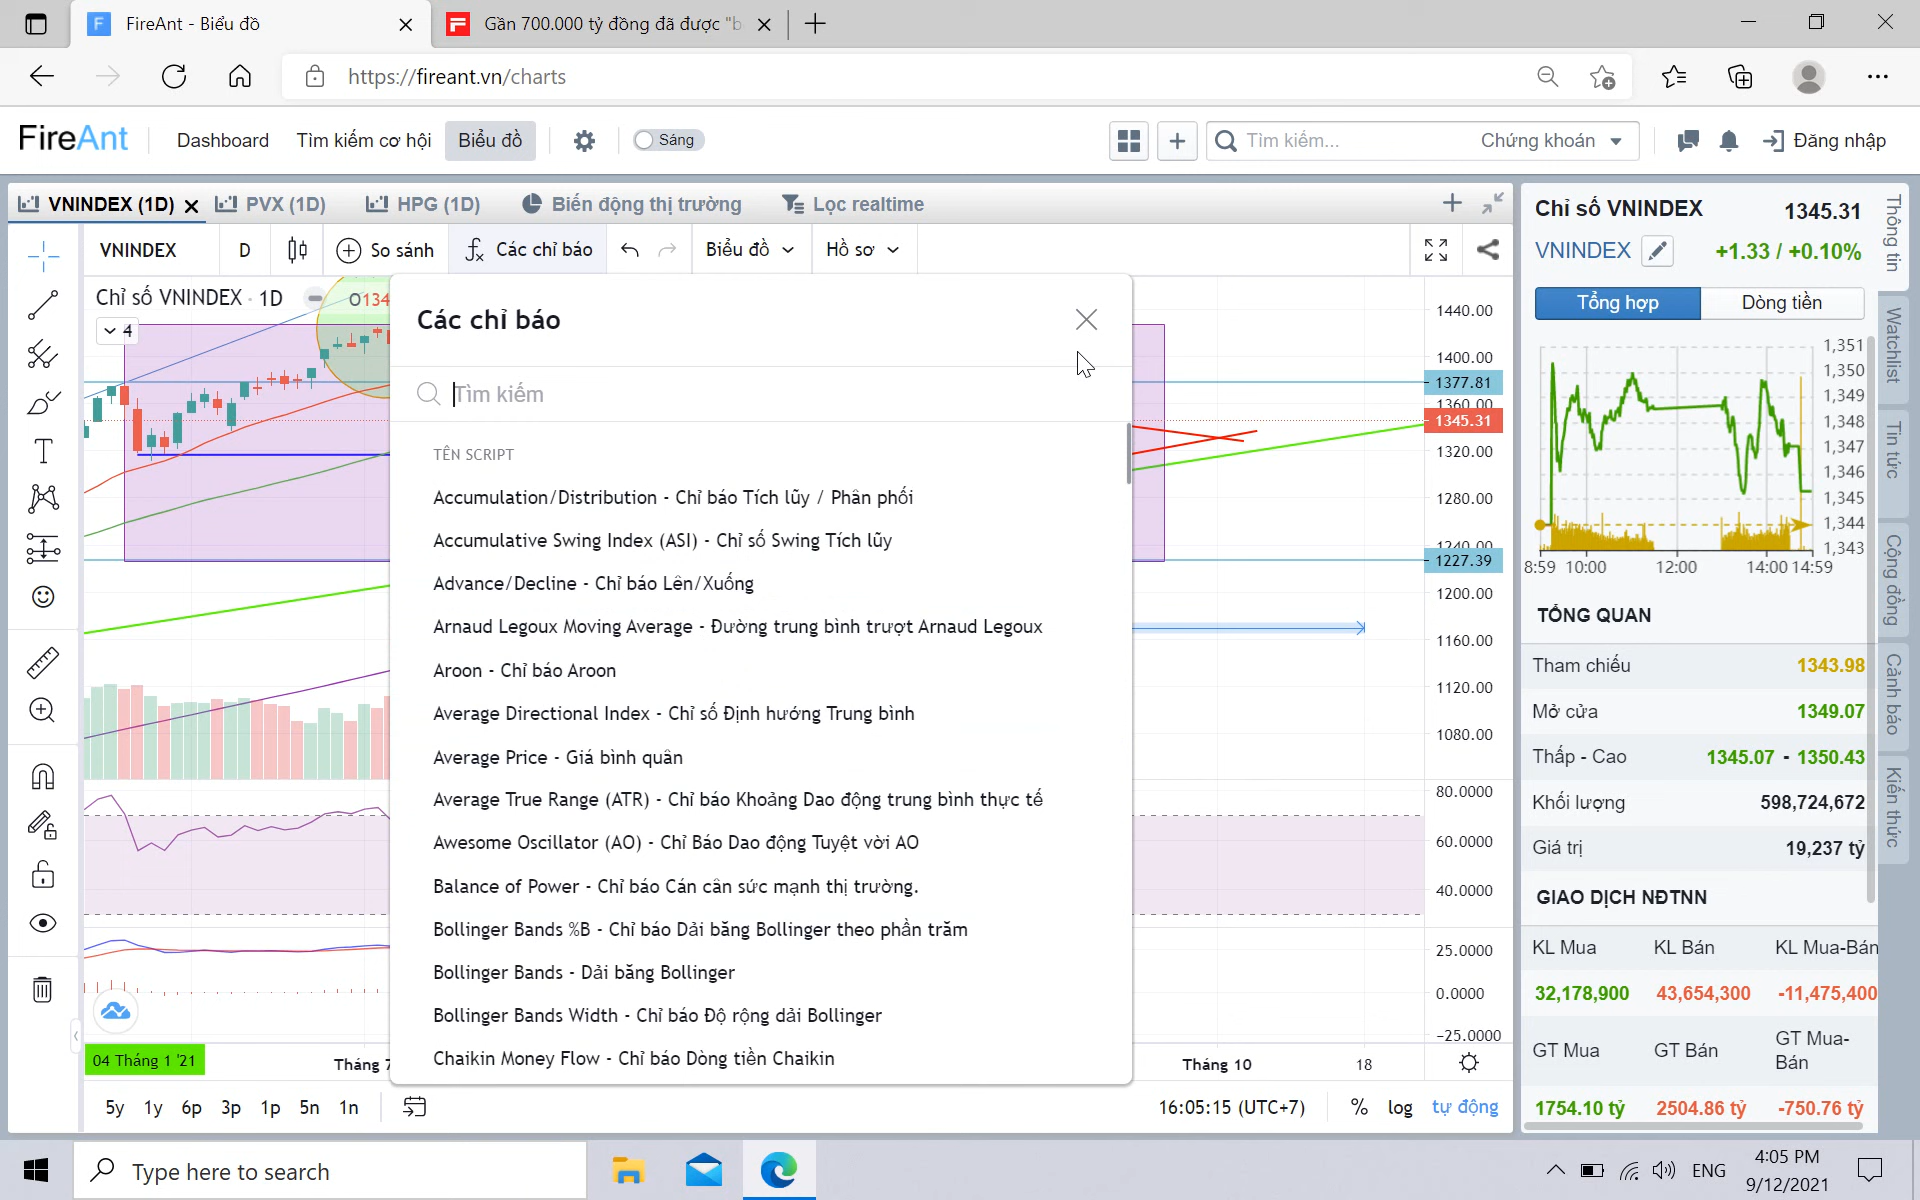 FireAnt - Biểu đồ
Gần 700.000 tỷ đồng đã được "b
https://fireant.vn/charts
FireAnt
Dashboard
Tìm kiếm cơ hội
Biểu đồ
Sáng
Tìm kiếm...
Chứng khoán
Đăng nhập
VNINDEX (1D)
PVX (1D)
HPG (1D)
Biến động thị trường
Lọc realtime
VNINDEX
D
So sánh
Các chỉ báo
Biểu đồ
Hồ sơ
Chỉ số VNINDEX · 1D
O134
4
Các chỉ báo
Tìm kiếm
TÊN SCRIPT
Accumulation/Distribution - Chỉ báo Tích lũy / Phân phối
Accumulative Swing Index (ASI) - Chỉ số Swing Tích lũy
Advance/Decline - Chỉ báo Lên/Xuống
Arnaud Legoux Moving Average - Đường trung bình trượt Arnaud Legoux
Aroon - Chỉ báo Aroon
Average Directional Index - Chỉ số Định hướng Trung bình
Average Price - Giá bình quân
Average True Range (ATR) - Chỉ báo Khoảng Dao động trung bình thực tế
Awesome Oscillator (AO) - Chỉ Báo Dao động Tuyệt vời AO
Balance of Power - Chỉ báo Cán cân sức mạnh thị trường.
Bollinger Bands %B - Chỉ báo Dải băng Bollinger theo phần trăm
Bollinger Bands - Dải băng Bollinger
Bollinger Bands Width - Chỉ báo Độ rộng dải Bollinger
Chaikin Money Flow - Chỉ báo Dòng tiền Chaikin
1440.00
1400.00
1377.81
1360.00
1345.31
1320.00
1280.00
1240.00
1227.39
1200.00
1160.00
1120.00
1080.00
80.0000
60.0000
40.0000
25.0000
0.0000
-25.0000
04 Tháng 1 '21
Tháng 7
Tháng 10
18
5y
1y
6p
3p
1p
5n
1n
16:05:15 (UTC+7)
%
log
tự động
Chỉ số VNINDEX
1345.31
VNINDEX
+1.33 / +0.10%
Tổng hợp
Dòng tiền
1,351
1,350
1,349
1,348
1,347
1,346
1,345
1,344
1,343
8:59 10:00 12:00 14:00 14:59
TỔNG QUAN
Tham chiếu 1343.98
Mở cửa 1349.07
Thấp - Cao 1345.07 - 1350.43
Khối lượng 598,724,672
Giá trị 19,237 tỷ
GIAO DỊCH NĐTNN
KL Mua KL Bán KL Mua-Bán
32,178,900 43,654,300 -11,475,400
GT Mua GT Bán GT Mua-
Bán
1754.10 tỷ 2504.86 tỷ -750.76 tỷ
Thông tin
Watchlist
Tin tức
Cộng đồng
Cảnh báo
Kiến thức
Type here to search
ENG
4:05 PM
9/12/2021